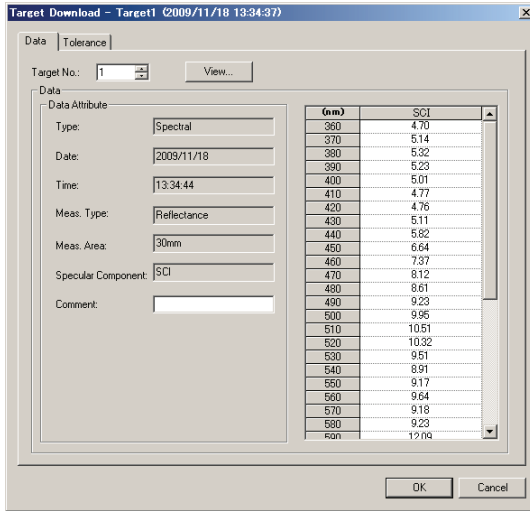 Target Download - Target1 (2009/11/18 13:34:37)
Data Tolerance
Target No.: 1 View...
Data
Data Attribute
Type: Spectral
Date: 2009/11/18
Time: 13:34:44
Meas. Type: Reflectance
Meas. Area: 30mm
Specular Component: SCI
Comment:
(nm) SCI
360 4.70
370 5.14
380 5.32
390 5.23
400 5.01
410 4.77
420 4.76
430 5.11
440 5.82
450 6.64
460 7.37
470 8.12
480 8.61
490 9.23
500 9.95
510 10.51
520 10.32
530 9.51
540 8.91
550 9.17
560 9.64
570 9.18
580 9.23
590 12.09
OK Cancel